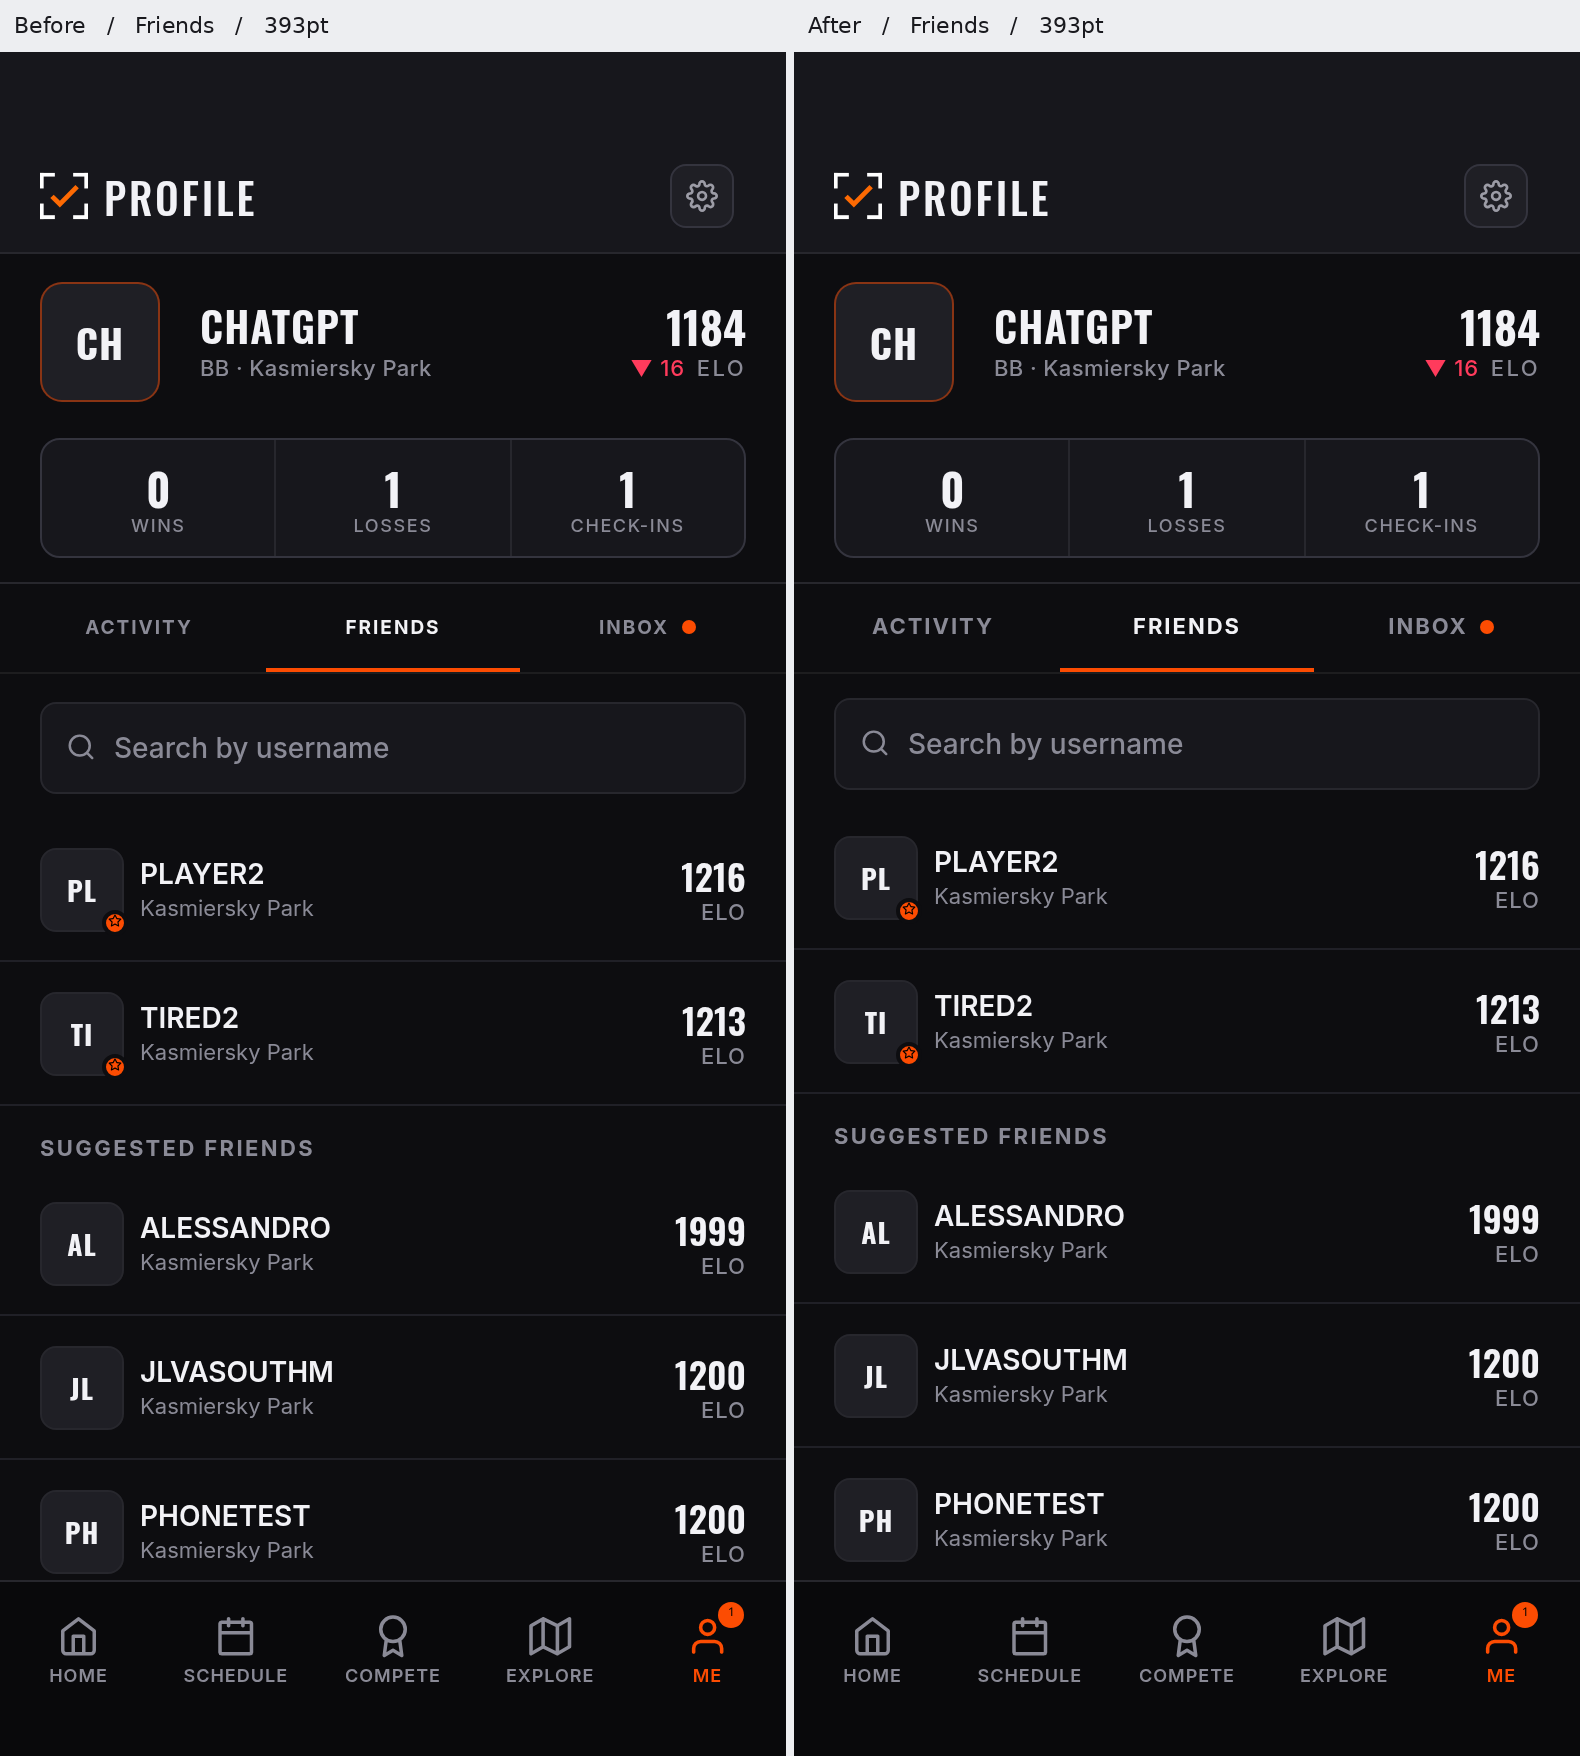 Before / Friends / 393pt
PROFILE
CH
CHATGPT
1184
BB · Kasmiersky Park
▼ 16 ELO
0
1
1
WINS
LOSSES
CHECK-INS
ACTIVITY
FRIENDS
INBOX
Search by username
PL
PLAYER2
Kasmiersky Park
1216
ELO
TI
TIRED2
Kasmiersky Park
1213
ELO
SUGGESTED FRIENDS
AL
ALESSANDRO
Kasmiersky Park
1999
ELO
JL
JLVASOUTHM
Kasmiersky Park
1200
ELO
PH
PHONETEST
Kasmiersky Park
1200
ELO
1
HOME
SCHEDULE
COMPETE
EXPLORE
ME
After / Friends / 393pt
PROFILE
CH
CHATGPT
1184
BB · Kasmiersky Park
▼ 16 ELO
0
1
1
WINS
LOSSES
CHECK-INS
ACTIVITY
FRIENDS
INBOX
Search by username
PL
PLAYER2
Kasmiersky Park
1216
ELO
TI
TIRED2
Kasmiersky Park
1213
ELO
SUGGESTED FRIENDS
AL
ALESSANDRO
Kasmiersky Park
1999
ELO
JL
JLVASOUTHM
Kasmiersky Park
1200
ELO
PH
PHONETEST
Kasmiersky Park
1200
ELO
1
HOME
SCHEDULE
COMPETE
EXPLORE
ME